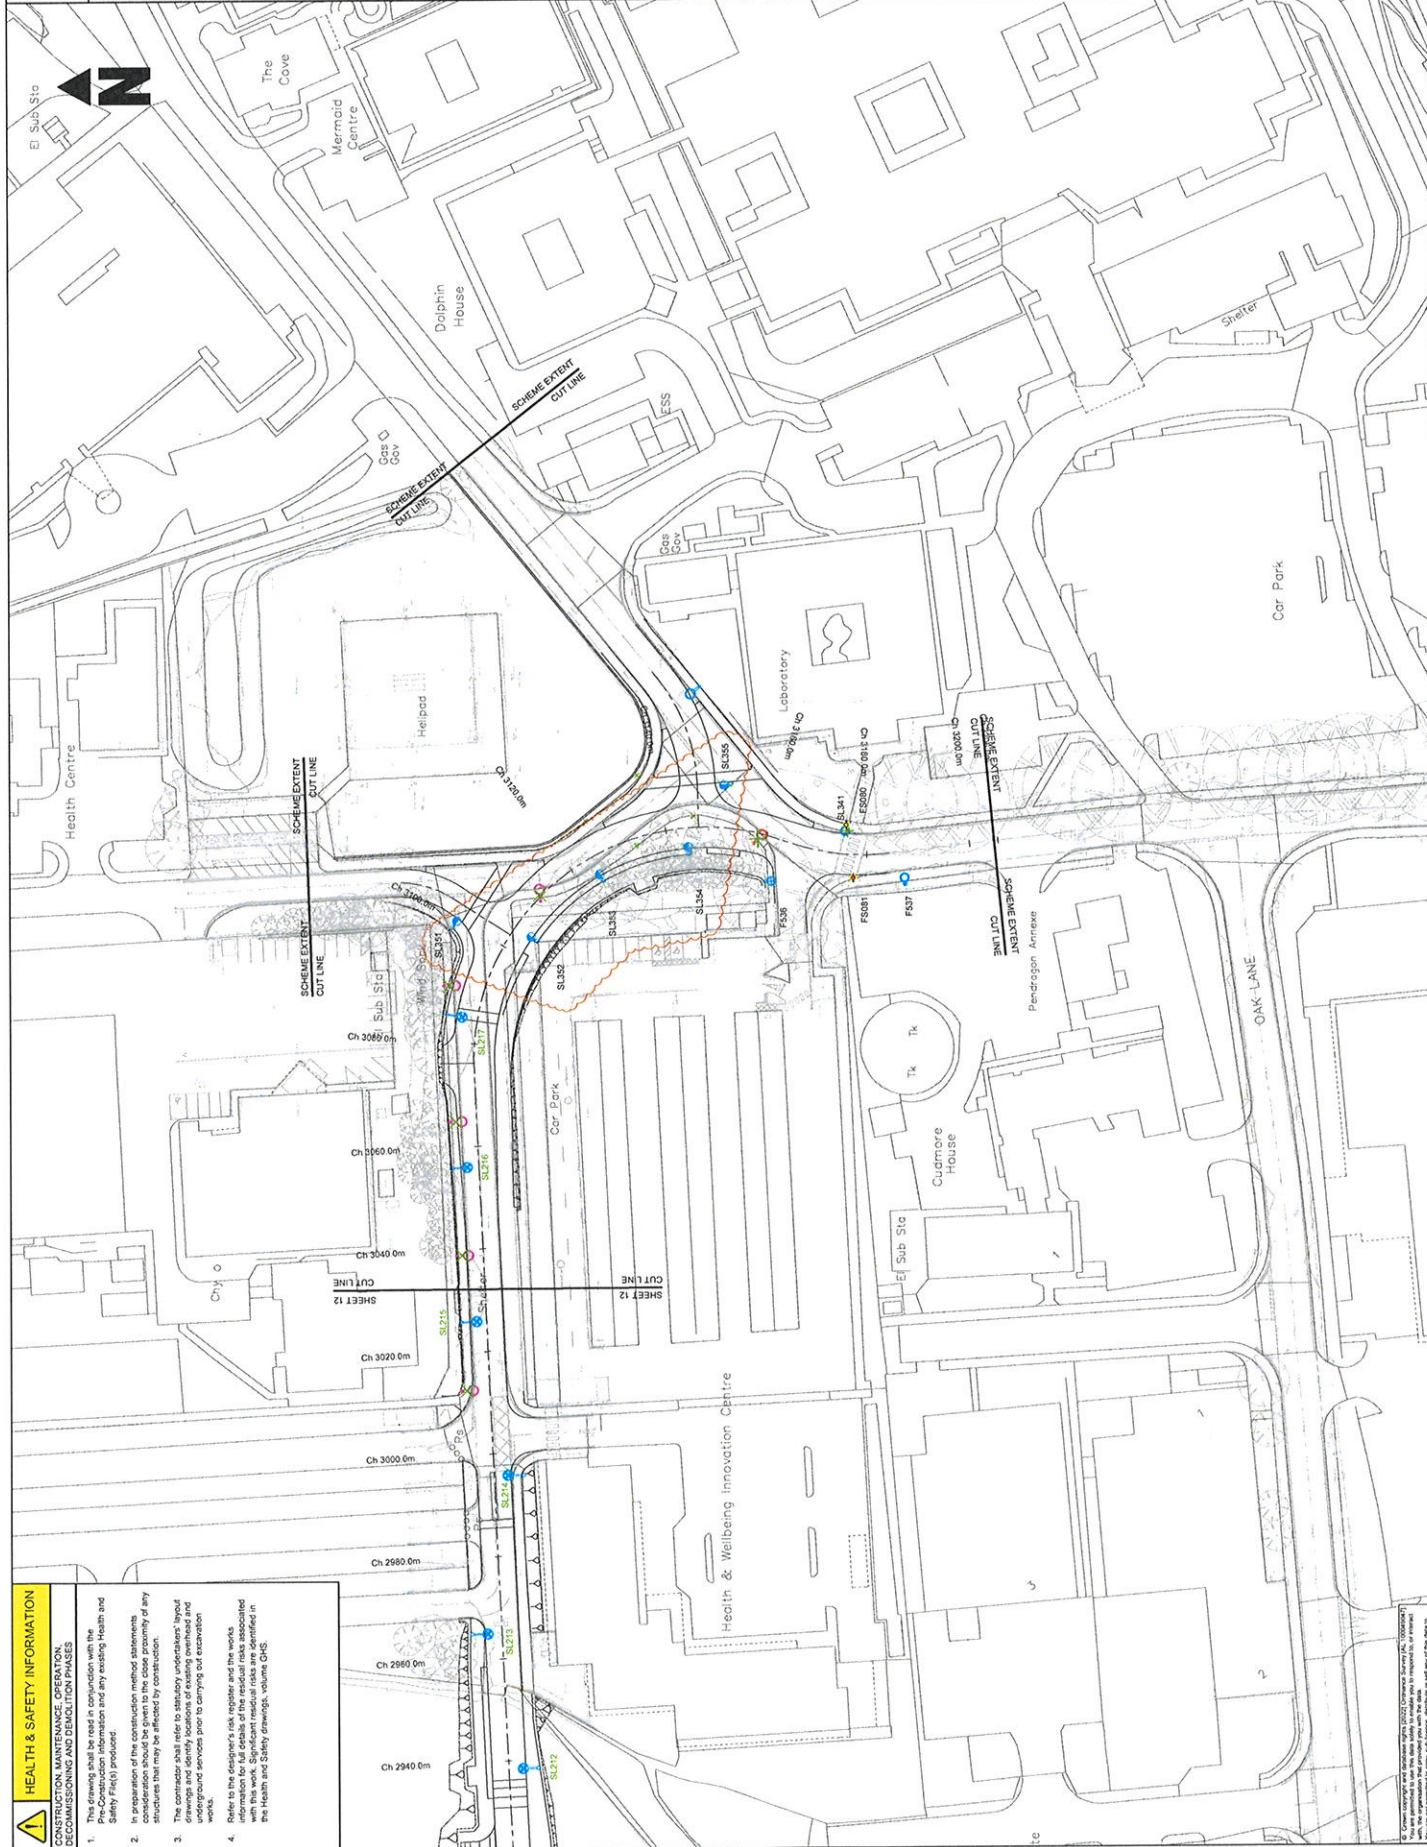 HEALTH & SAFETY INFORMATION
CONSTRUCTION, MAINTENANCE, OPERATION,
DECOMMISSIONING AND DEMOLITION PHASES
1. This drawing shall be read in conjunction with the
Pre-Construction Information and any existing Health and
Safety File(s) produced.
2. In preparation of the construction method statements
consideration should be given to the close proximity of any
structures that may be affected by construction.
3. The contractor shall refer to statutory undertakers' layout
drawings and identify locations of existing overhead and
underground services prior to carrying out excavation
works.
4. Refer to the designer's risk register and the works
information for full details of the residual risks associated
with this work. Significant residual risks are identified in
the Health and Safety drawings, volume GHS.
El Sub Sta
N
The
Cove
Mermaid
Centre
Dolphin
House
SCHEME EXTENT
CUT LINE
ESS
Gas
Gov
SCHEME EXTENT
CUT LINE
Gas
Gov
Shelter
Car Park
Health Centre
SCHEME EXTENT
CUT LINE
Helipad
Ch 3120.0m
Laboratory
Ch 3160.0m
Ch 3180.0m
Ch 3200.0m
SCHEME EXTENT
CUT LINE
SL355
SL341
FS080
SCHEME EXTENT
CUT LINE
Ch 3100.0m
SL351
SL352
SL353
SL354
F536
FS081
F537
SCHEME EXTENT
CUT LINE
Pendragon Annexe
OAK LANE
El Sub Sta
Ch 3080.0m
SL217
Car Park
Tk
Tk
Cudmore
House
Ch 3060.0m
SL216
El Sub Sta
Chy
Ch 3040.0m
CUT LINE
SHEET 12
CUT LINE
SHEET 12
Shelter
SL215
Ch 3020.0m
Ps
Ch 3000.0m
SL214
Health & Wellbeing Innovation Centre
Ch 2980.0m
SL213
Ch 2960.0m
Ch 2940.0m
SL212